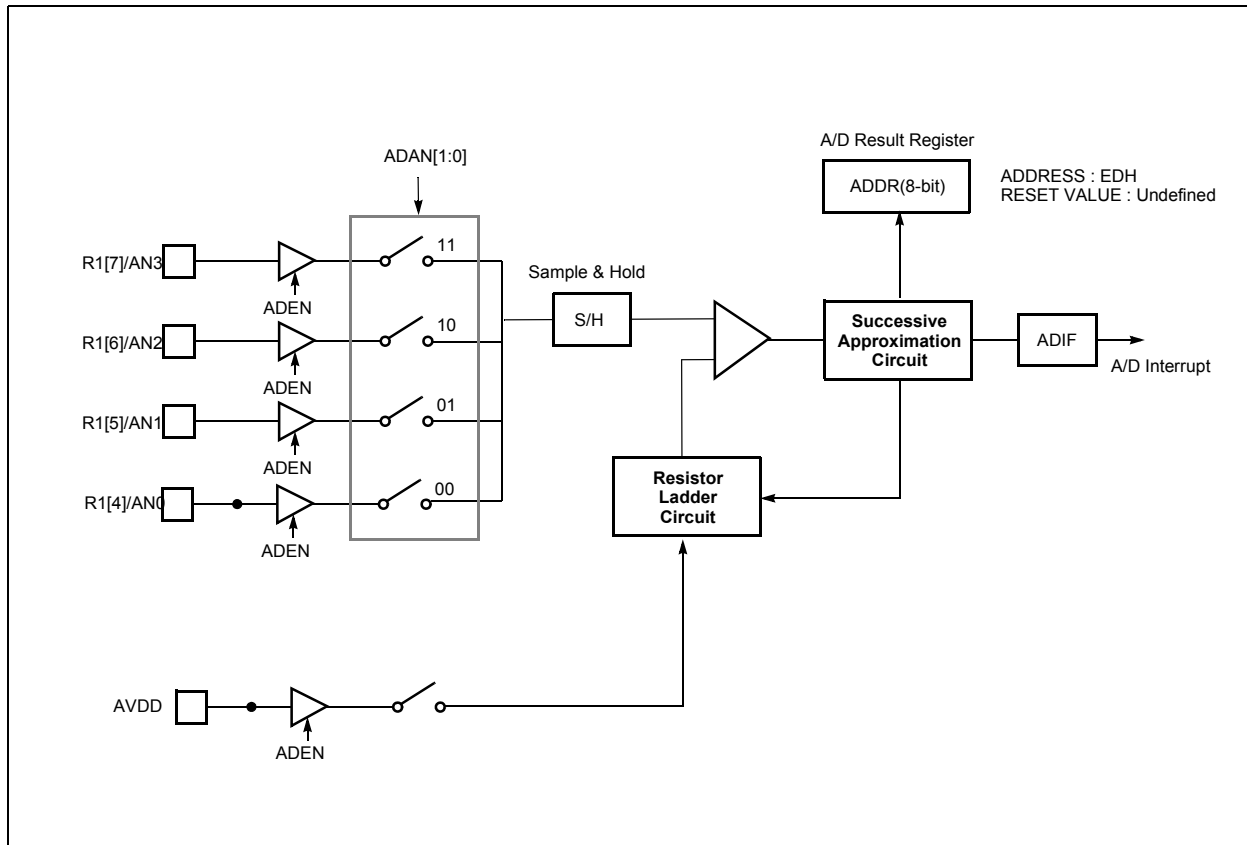 A/D Result Register
ADAN[1:0]
ADDR(8-bit)
ADDRESS : EDH
RESET VALUE : Undefined
R1[7]/AN3
ADEN
11
R1[6]/AN2
ADEN
10
R1[5]/AN1
ADEN
01
R1[4]/AN0
ADEN
00
Sample & Hold
S/H
Successive
Approximation
Circuit
ADIF
A/D Interrupt
Resistor
Ladder
Circuit
AVDD
ADEN